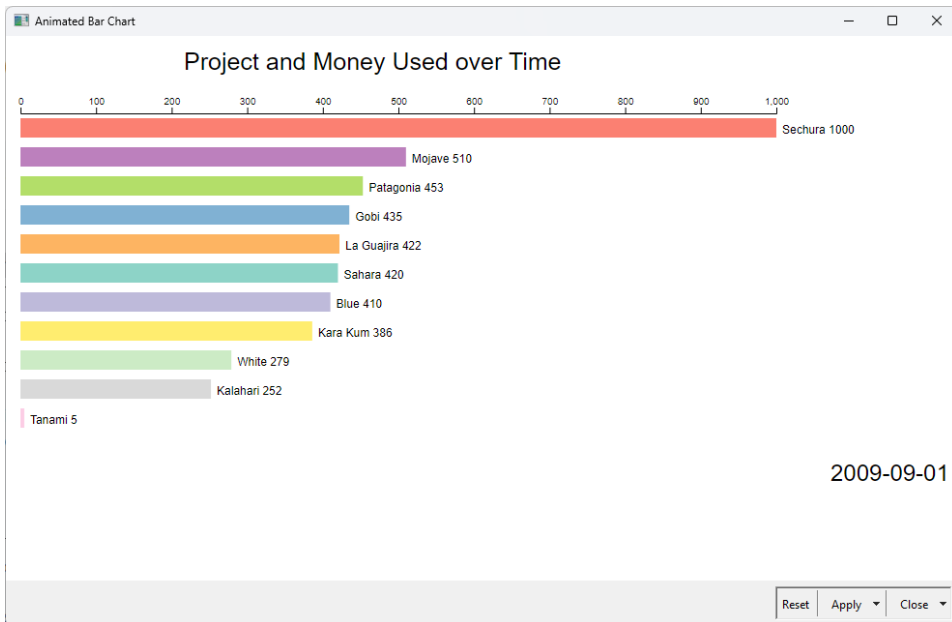 Animated Bar Chart
Project and Money Used over Time
0 100 200 300 400 500 600 700 800 900 1,000
Sechura 1000
Mojave 510
Patagonia 453
Gobi 435
La Guajira 422
Sahara 420
Blue 410
Kara Kum 386
White 279
Kalahari 252
Tanami 5
2009-09-01
Reset Apply Close